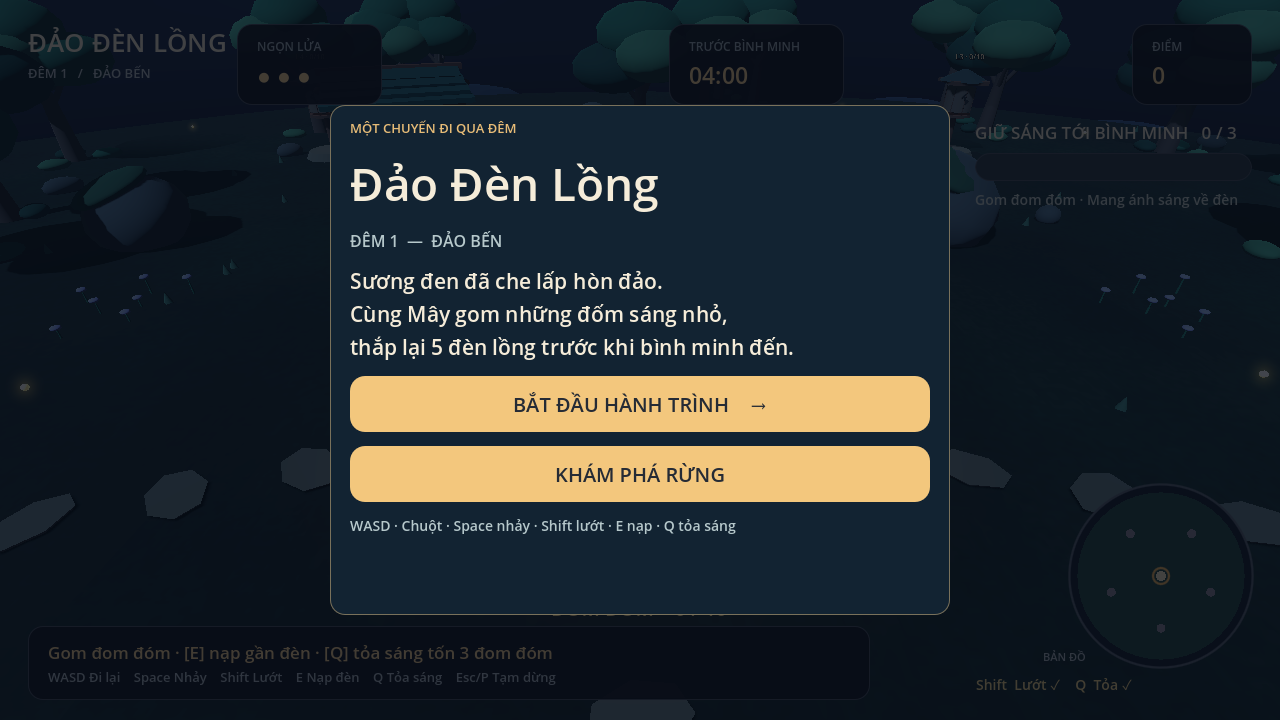 ĐẢO ĐÈN LỒNG
ĐÊM 1 / ĐẢO BẾN
NGỌN LỬA
TRƯỚC BÌNH MINH
04:00
ĐIỂM
0
GIỮ SÁNG TỚI BÌNH MINH 0 / 3
Gom đom đóm · Mang ánh sáng về đèn
MỘT CHUYẾN ĐI QUA ĐÊM
Đảo Đèn Lồng
ĐÊM 1 — ĐẢO BẾN
Sương đen đã che lấp hòn đảo.
Cùng Mây gom những đốm sáng nhỏ,
thắp lại 5 đèn lồng trước khi bình minh đến.
BẮT ĐẦU HÀNH TRÌNH →
KHÁM PHÁ RỪNG
WASD · Chuột · Space nhảy · Shift lướt · E nạp · Q tỏa sáng
Gom đom đóm · [E] nạp gần đèn · [Q] tỏa sáng tốn 3 đom đóm
WASD Đi lại Space Nhảy Shift Lướt E Nạp đèn Q Tỏa sáng Esc/P Tạm dừng
BẢN ĐỒ
Shift Lướt ✓ Q Tỏa ✓